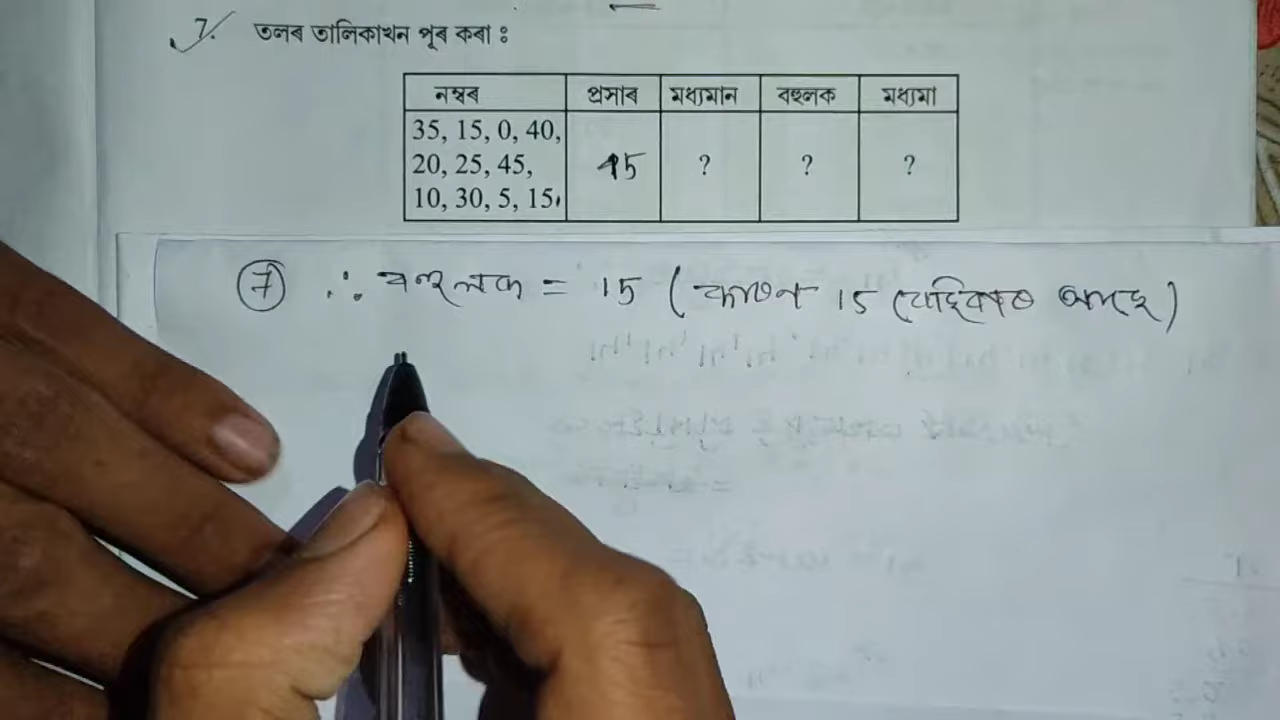 7. তলৰ তালিকাখন পূৰ কৰা ঃ
নম্বৰ প্ৰসাৰ মধ্যমান বহুলক মধ্যমা
35, 15, 0, 40,
20, 25, 45, 45 ? ? ?
10, 30, 5, 15,
7 ∴ বহুলক = 15 ( কাৰণ 15 আছে )